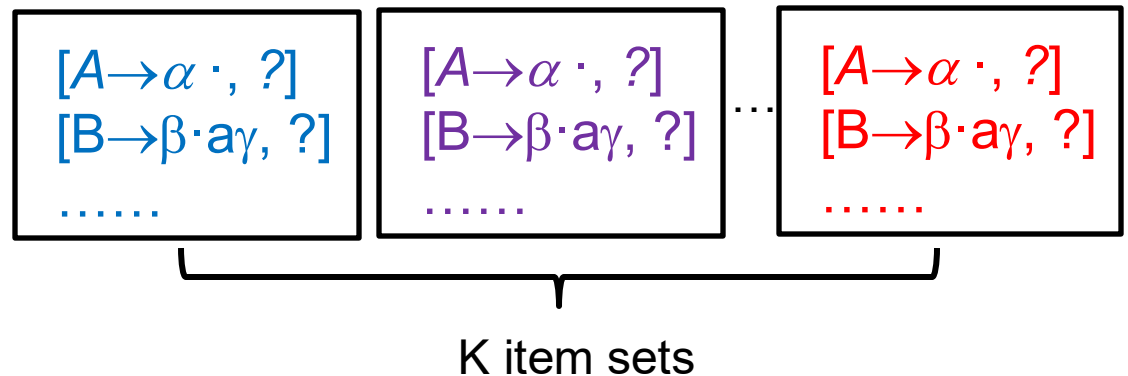 [A→α ·, ?]
[B→β·aγ, ?]
……
[A→α ·, ?]
[B→β·aγ, ?]
……
…
[A→α ·, ?]
[B→β·aγ, ?]
……
K item sets